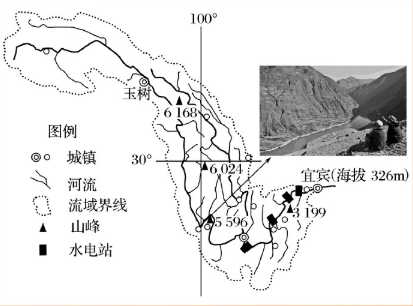 100°
玉树
6 168
图例
城镇
河流
流域界线
山峰
水电站
30°
6 024
宜宾(海拔 326m)
5 596
3 199